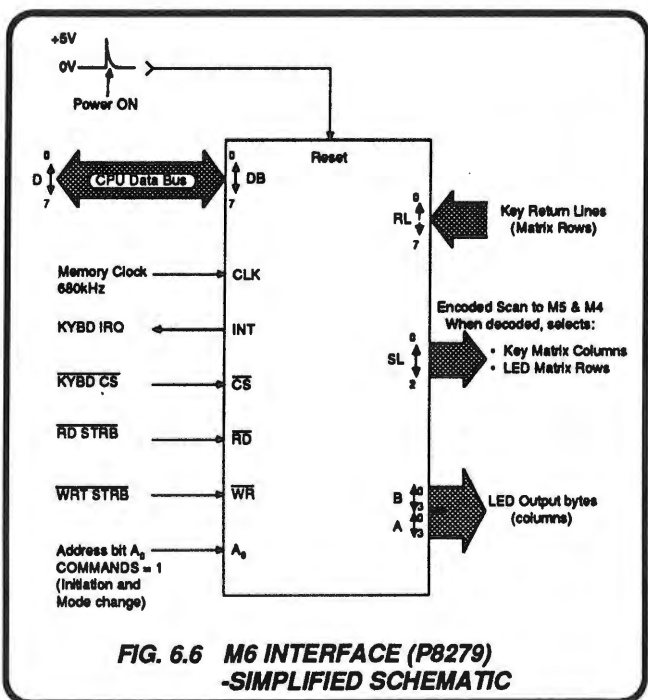 +5V
0V
Power ON
Reset
0
D
7
CPU Data Bus
0
DB
7
0
RL
7
Key Return Lines
(Matrix Rows)
Memory Clock
680kHz
CLK
KYBD IRQ
INT
Encoded Scan to M5 & M4
When decoded, selects:
• Key Matrix Columns
• LED Matrix Rows
0
SL
2
KYBD CS
CS
RD STRB
RD
WRT STRB
WR
B
0
3
A
0
3
LED Output bytes
(columns)
Address bit A₀
COMMANDS = 1
(Initiation and
Mode change)
A₀
FIG. 6.6 M6 INTERFACE (P8279)
-SIMPLIFIED SCHEMATIC